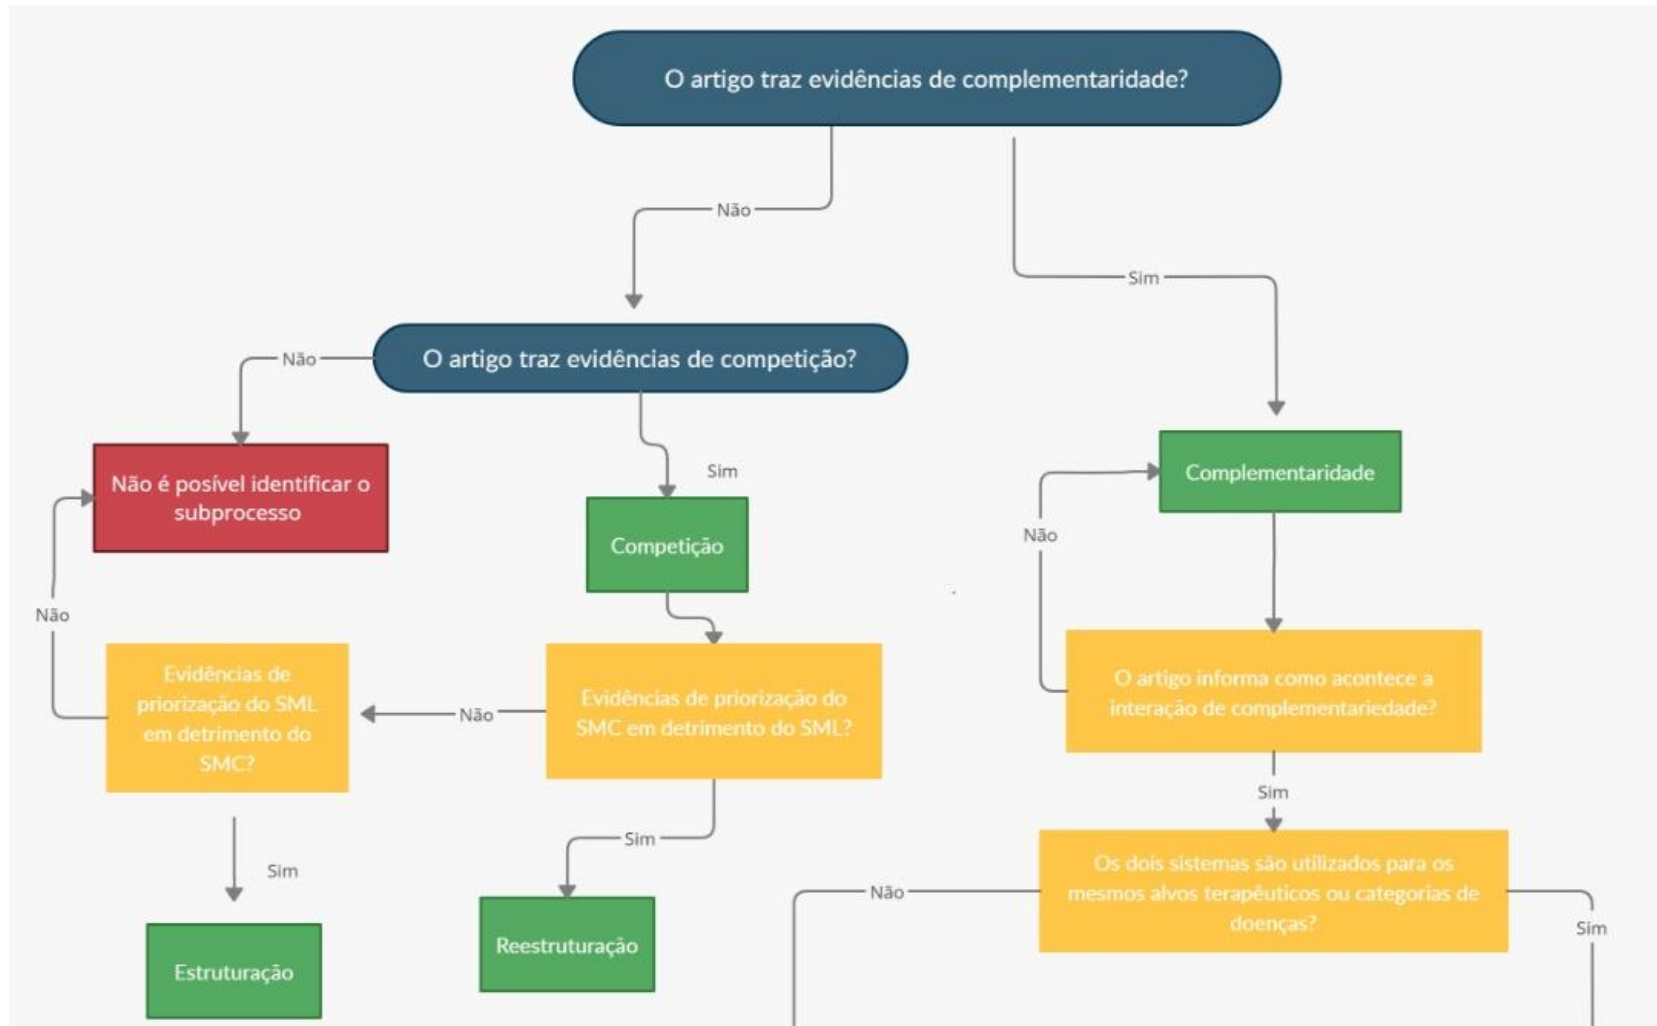 O artigo traz evidências de complementaridade?
Não
Sim
O artigo traz evidências de competição?
Não
Sim
Não é posível identificar o
subprocesso
Competição
Complementaridade
Não
Não
Evidências de
priorização do SML
em detrimento do
SMC?
Não
Evidências de priorização do
SMC em detrimento do SML?
O artigo informa como acontece a
interação de complementariedade?
Sim
Sim
Sim
Estruturação
Reestruturação
Os dois sistemas são utilizados para os
mesmos alvos terapêuticos ou categorias de
doenças?
Não
Sim